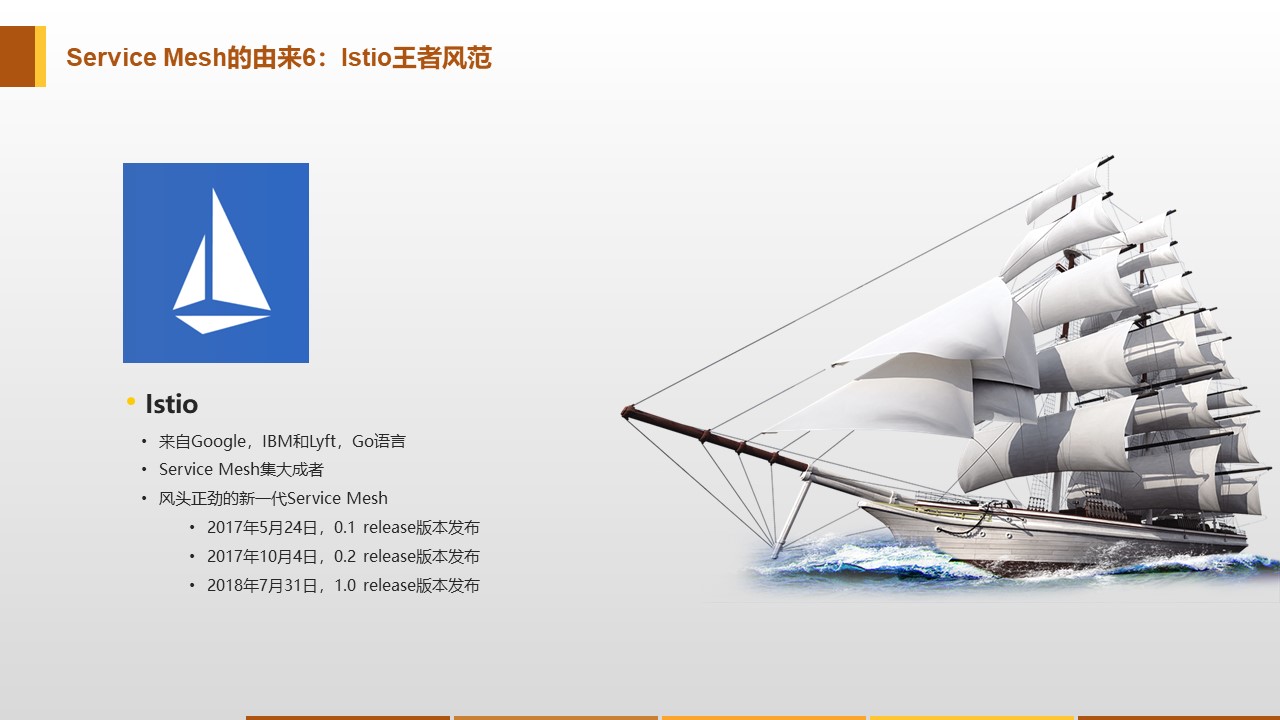 Service Mesh的由来6：Istio王者风范
• Istio
• 来自Google，IBM和Lyft，Go语言
• Service Mesh集大成者
• 风头正劲的新一代Service Mesh
• 2017年5月24日，0.1 release版本发布
• 2017年10月4日，0.2 release版本发布
• 2018年7月31日，1.0 release版本发布